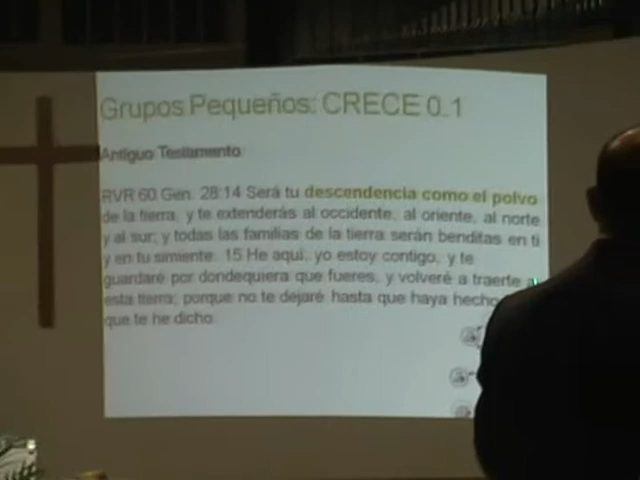 Grupos Pequeños: CRECE 0.1
Antiguo Testamento
RVR 60 Gen. 28:14 Será tu descendencia como el polvo
de la tierra, y te extenderás al occidente, al oriente, al norte
y al sur; y todas las familias de la tierra serán benditas en ti
y en tu simiente. 15 He aquí, yo estoy contigo, y te
guardaré por dondequiera que fueres, y volveré a traerte a
esta tierra; porque no te dejaré hasta que haya hecho
que te he dicho.